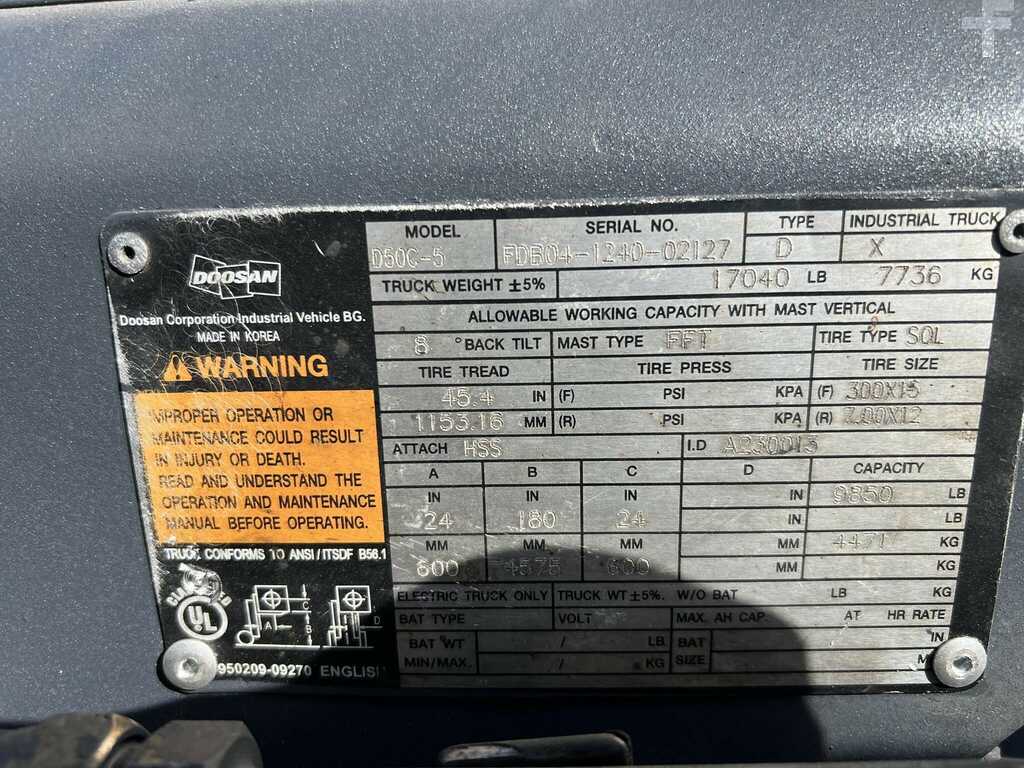 DOOSAN
Doosan Corporation Industrial Vehicle BG.
MADE IN KOREA
WARNING
IMPROPER OPERATION OR
MAINTENANCE COULD RESULT
IN INJURY OR DEATH.
READ AND UNDERSTAND THE
OPERATION AND MAINTENANCE
MANUAL BEFORE OPERATING.
TRUCK CONFORMS TO ANSI/ITSDF B56.1
UL
A B C D
950209-09270 ENGLISH
MODEL SERIAL NO. TYPE INDUSTRIAL TRUCK
D50C-5 FDB04-1240-02127 D X
TRUCK WEIGHT ±5% 17040 LB 7736 KG
ALLOWABLE WORKING CAPACITY WITH MAST VERTICAL
8 °BACK TILT MAST TYPE FFT TIRE TYPE SOL
TIRE TREAD TIRE PRESS TIRE SIZE
45.4 IN (F) PSI KPA (F) 300X15
1153.16 MM (R) PSI KPA (R) 700X12
ATTACH HSS I.D A230013
A B C D CAPACITY
IN IN IN IN 9850 LB
24 180 24 IN LB
MM MM MM MM KG
600 4575 600 MM KG
ELECTRIC TRUCK ONLY TRUCK WT ±5%. W/O BAT LB KG
BAT TYPE VOLT MAX. AH CAP. AT HR RATE
BAT WT / LB BAT IN
MIN/MAX. / KG SIZE